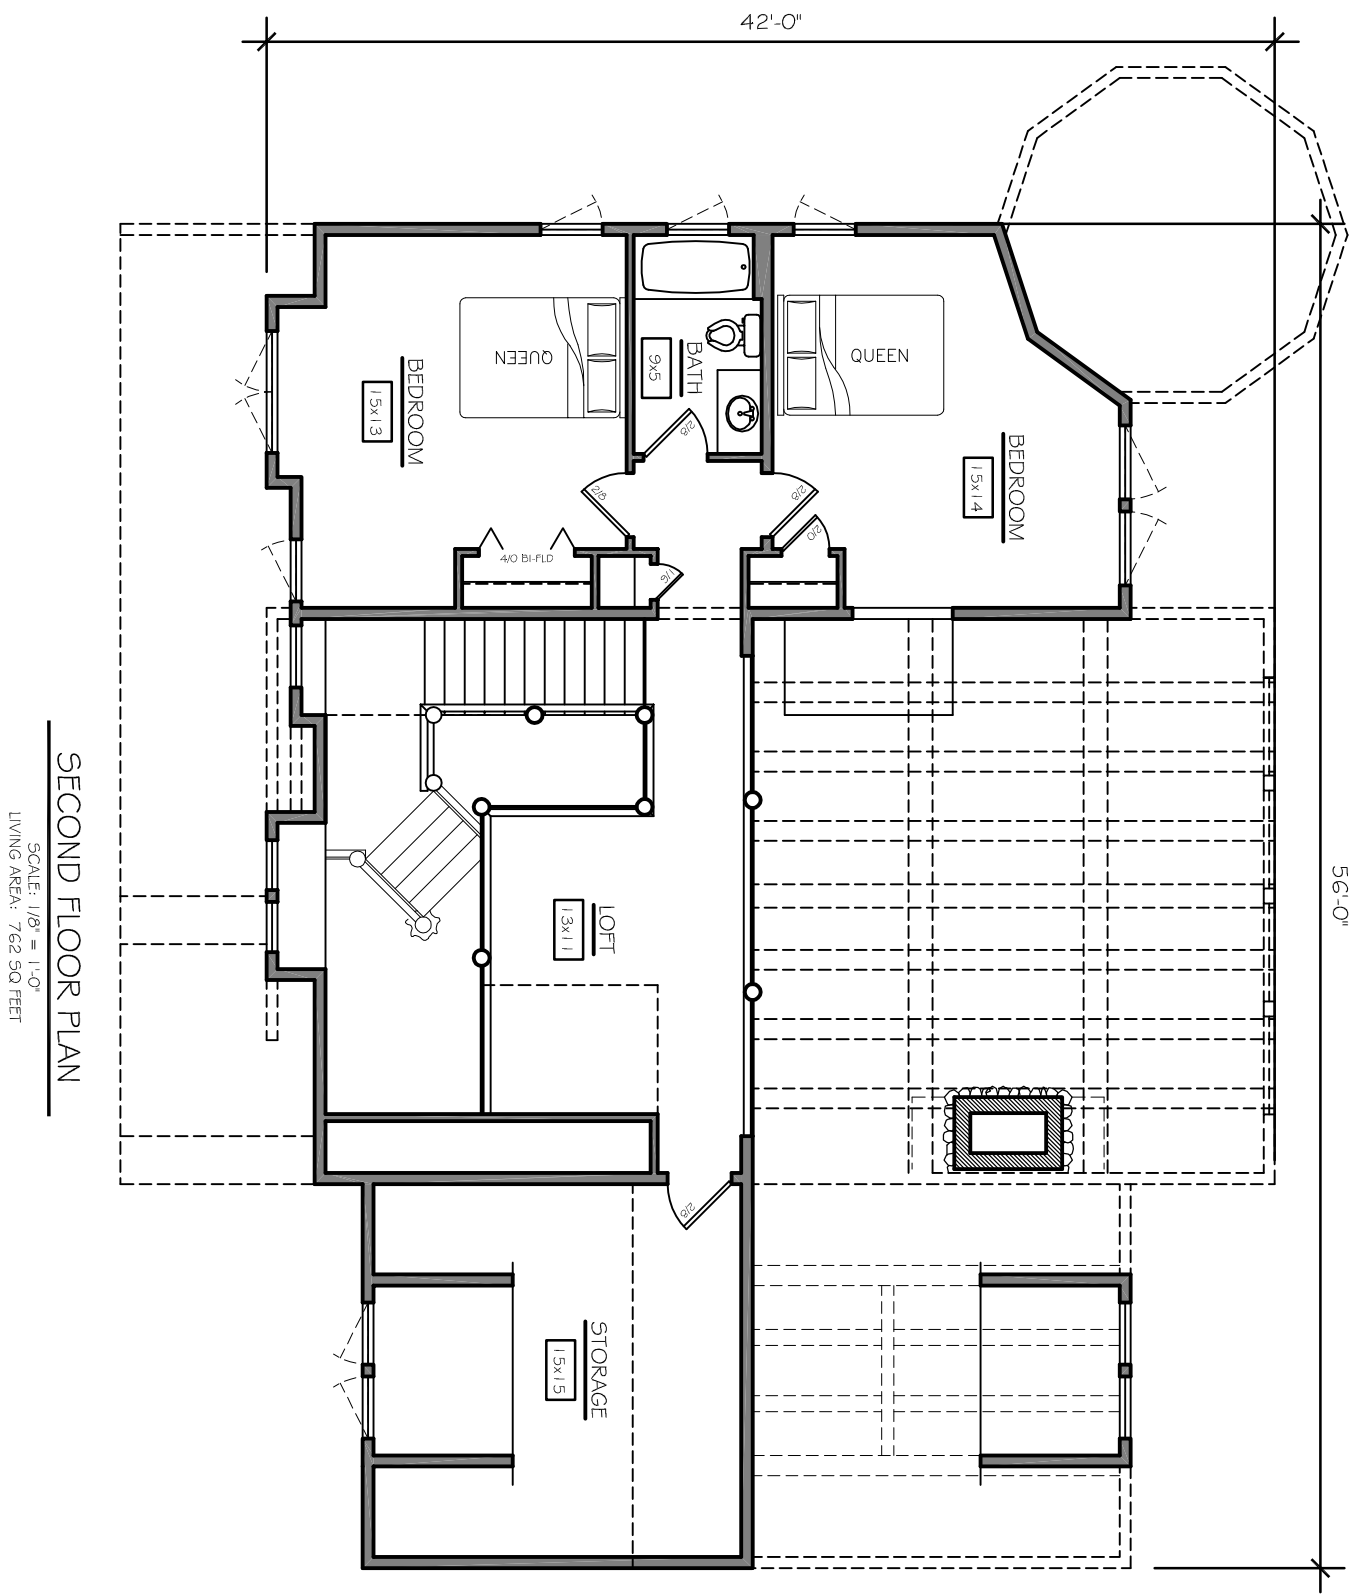 42'-0"
56'-0"
QUEEN
QUEEN
BATH
9x5
BEDROOM
15x13
BEDROOM
15x14
2/8
2/8
2/8
2/0
4/0 BI-FLD
1/6
LOFT
13x11
2/8
STORAGE
15x15
SECOND FLOOR PLAN
SCALE: 1/8" = 1'-0"
LIVING AREA: 762 SQ FEET